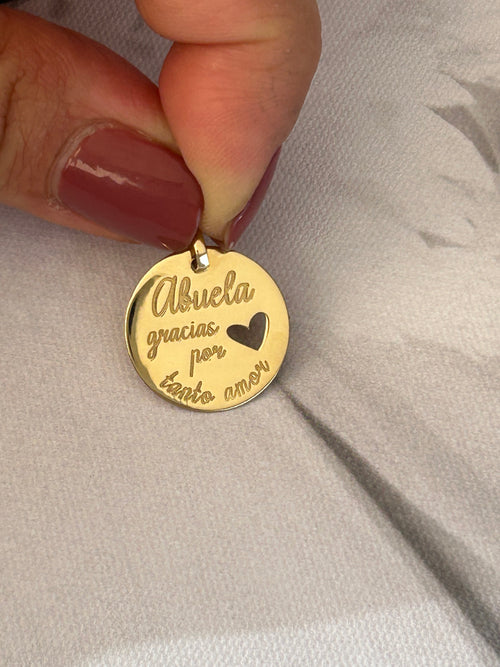 Abuela
gracias
por
tanto amor